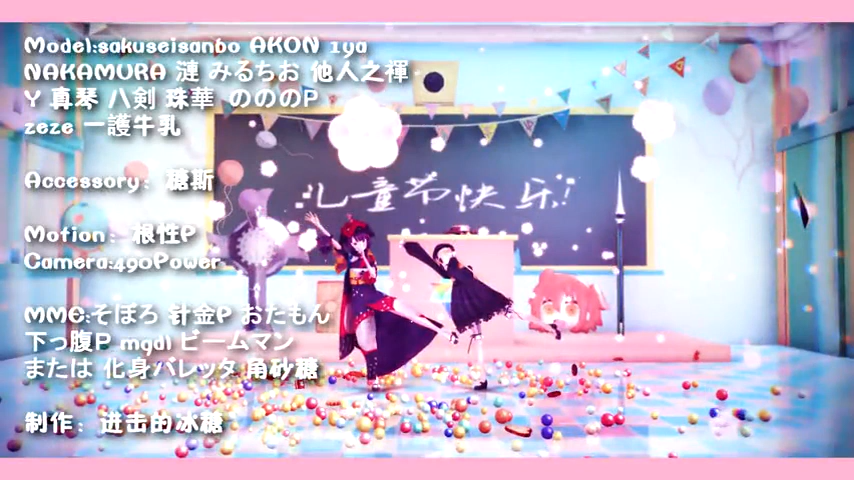 Model:sakuseisanbo AKON 1ya
NAKAMURA 漣 みるちお 他人之褌
Y 真琴 八剣 珠華 のののP
zeze 一護牛乳
Accessory: 糖斯
Motion: 根性P
Camera:490Power
MME:そぼろ 針金P おたもん
下っ腹P mqdl ビームマン
または 化身バレッタ 角砂糖
制作: 进击的冰糖
儿童节快乐!